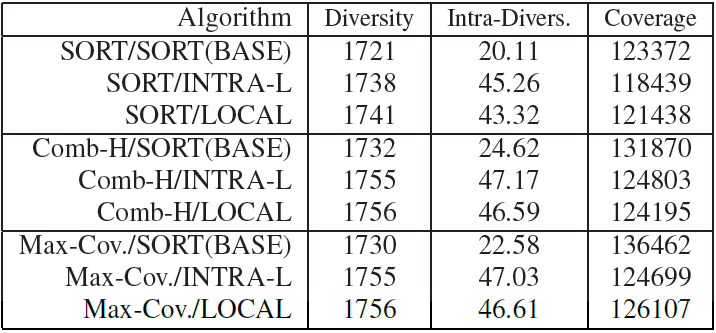 Algorithm Diversity Intra-Divers. Coverage
SORT/SORT(BASE) 1721 20.11 123372
SORT/INTRA-L 1738 45.26 118439
SORT/LOCAL 1741 43.32 121438
Comb-H/SORT(BASE) 1732 24.62 131870
Comb-H/INTRA-L 1755 47.17 124803
Comb-H/LOCAL 1756 46.59 124195
Max-Cov./SORT(BASE) 1730 22.58 136462
Max-Cov./INTRA-L 1755 47.03 124699
Max-Cov./LOCAL 1756 46.61 126107